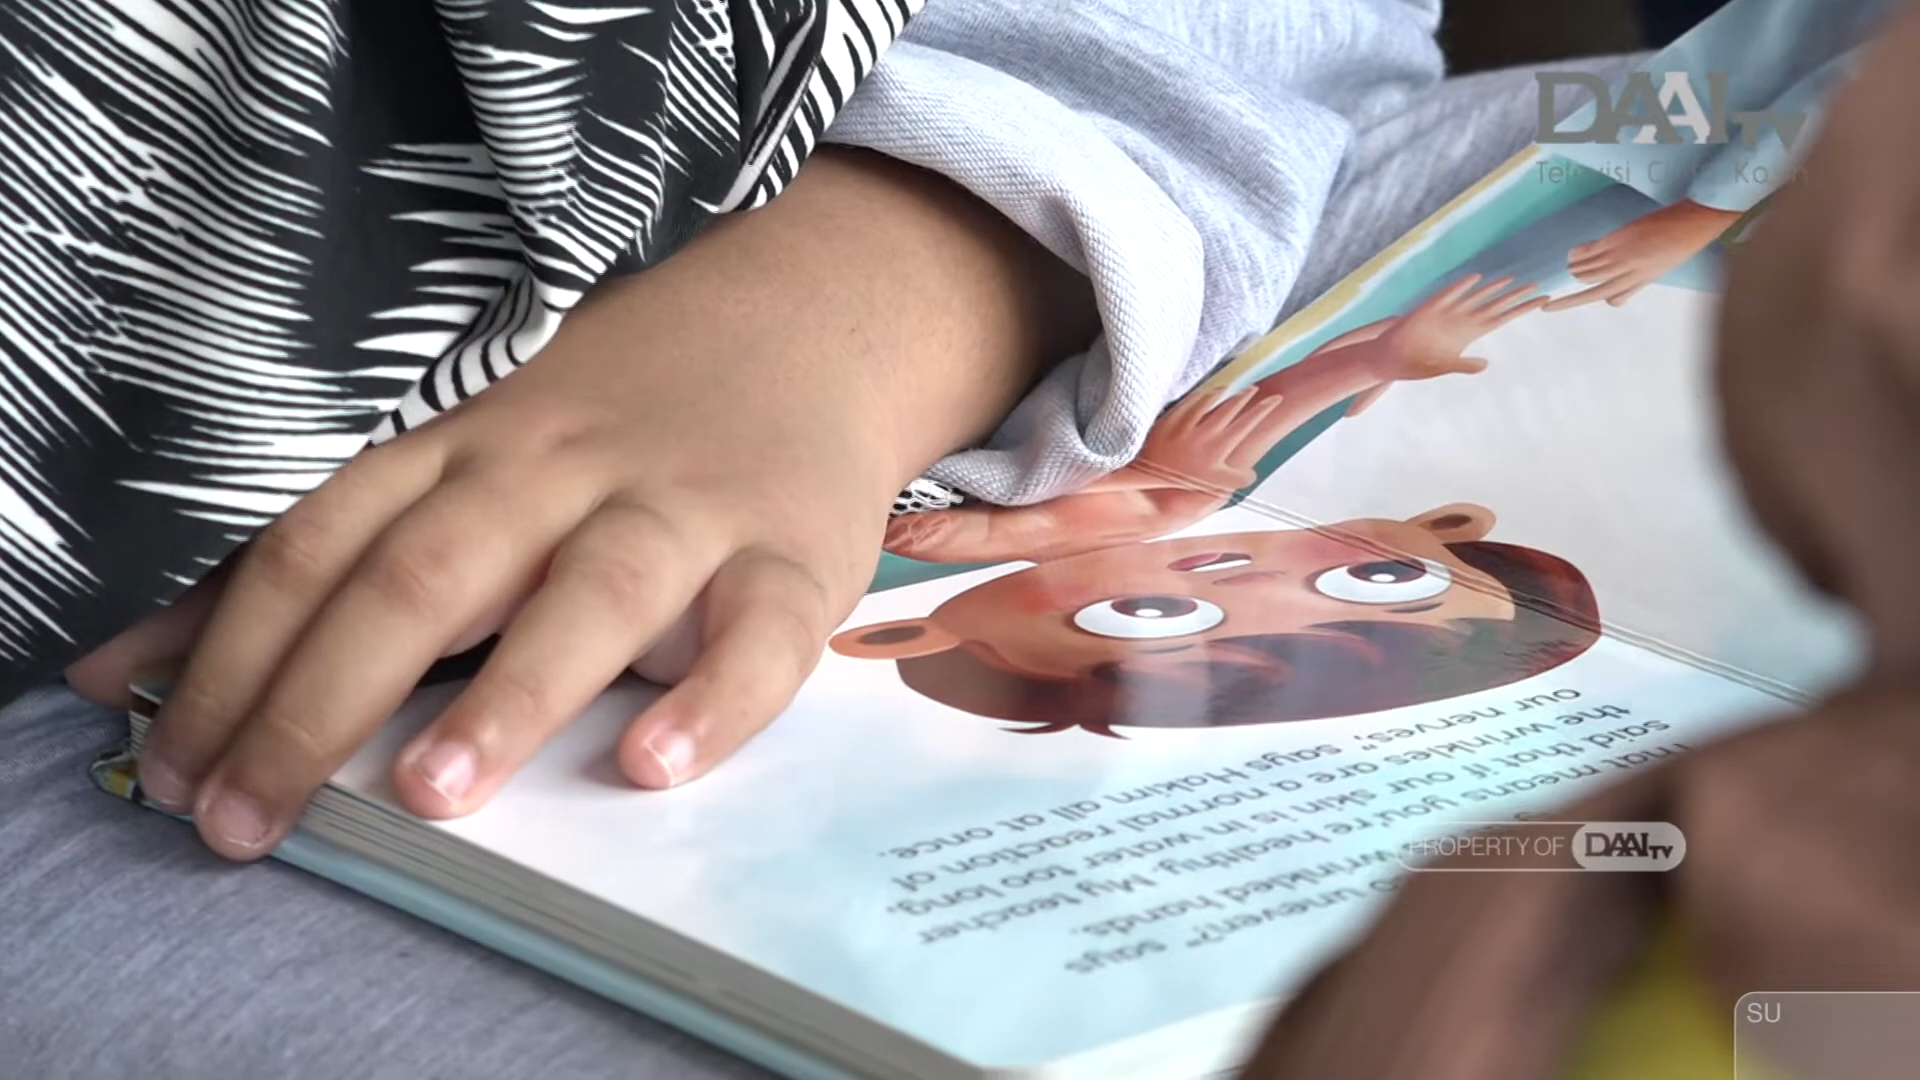 DAAI TV
Televisi
uneven?" says
wrinkled hands.
That means you're healthy. My teacher
said that if our skin is in water too long,
the wrinkles are a normal reaction of
our nerves," says Hakim all at once.
PROPERTY OF DAAI TV
SU